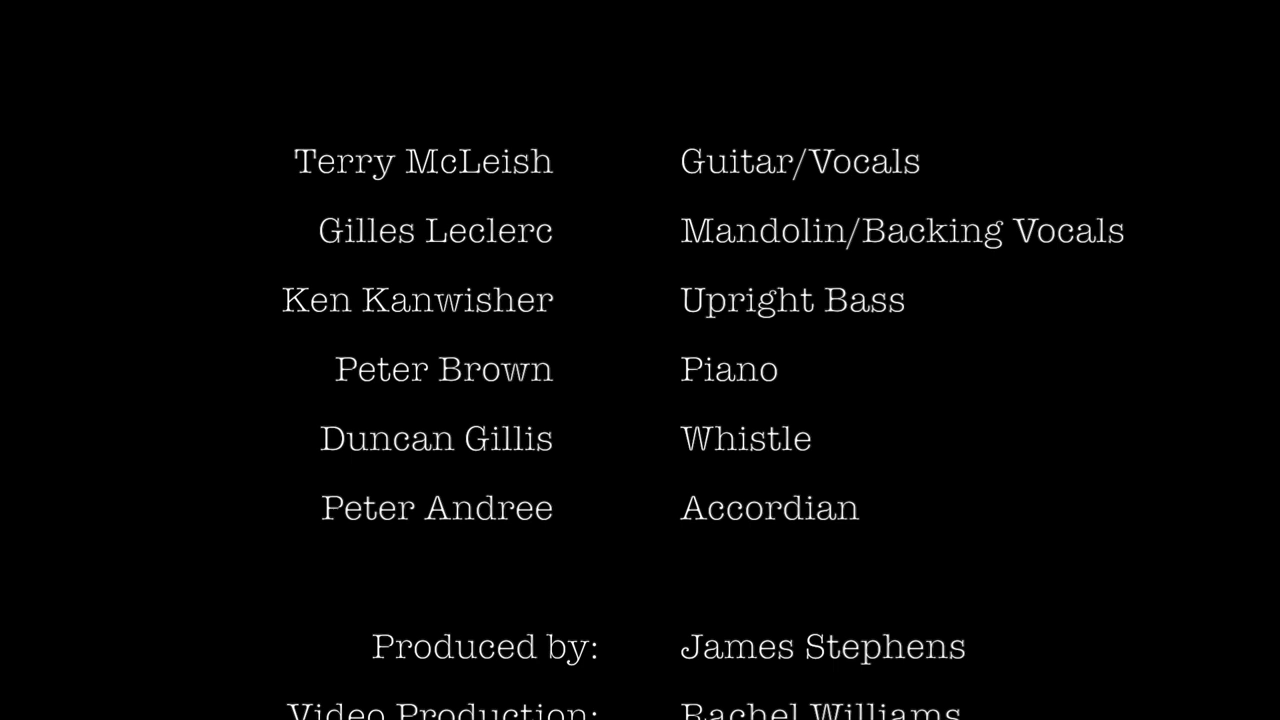 Terry McLeish Guitar/Vocals
Gilles Leclerc Mandolin/Backing Vocals
Ken Kanwisher Upright Bass
Peter Brown Piano
Duncan Gillis Whistle
Peter Andree Accordian
Produced by: James Stephens
Video Production: Rachel Williams